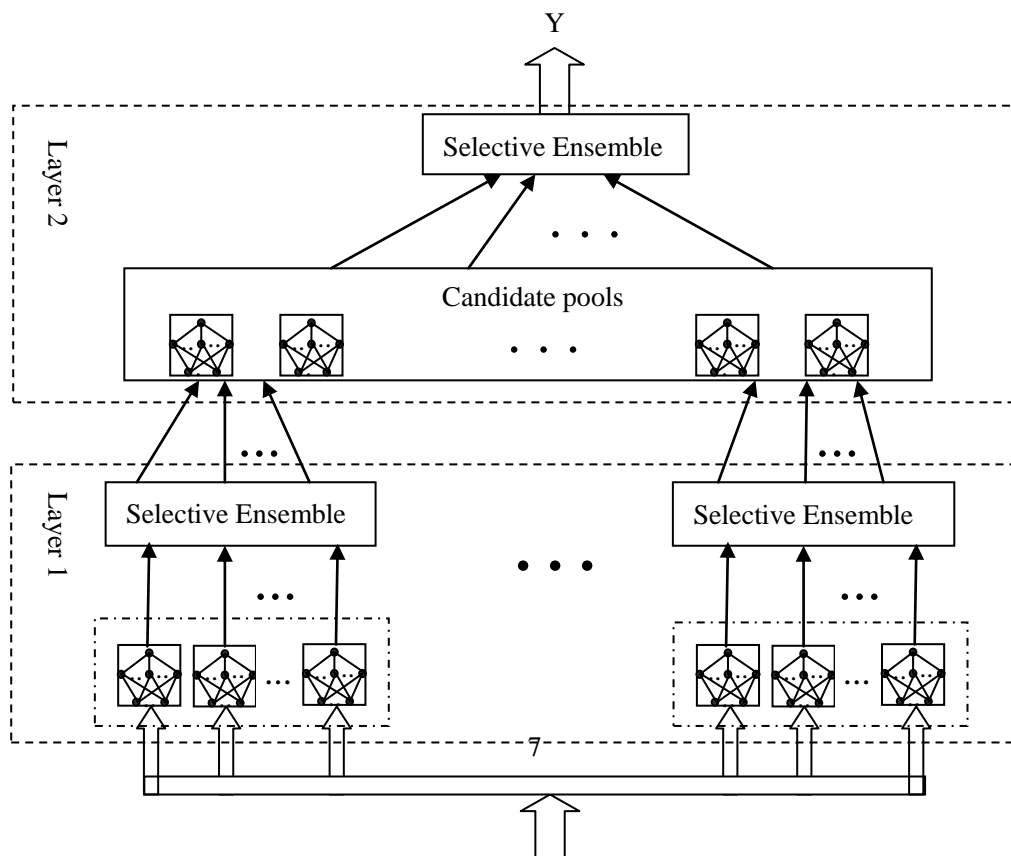 Y
Layer 2
Selective Ensemble
. . .
Candidate pools
. . .
...
...
Layer 1
Selective Ensemble
Selective Ensemble
...
...
...
...
...
7